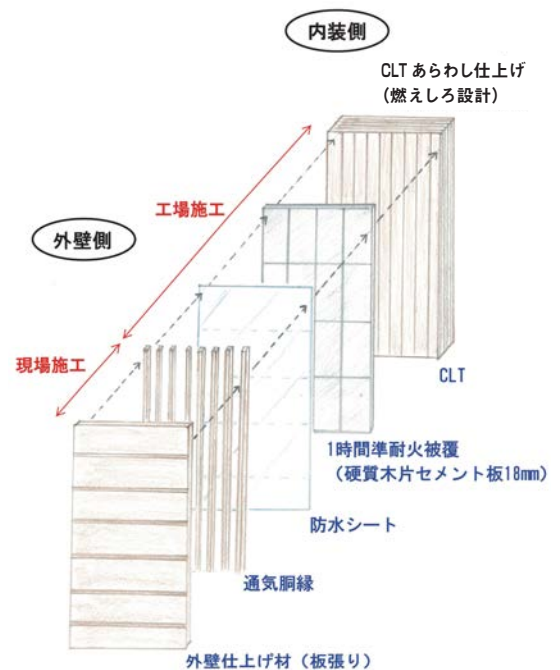 内装側
CLT あらわし仕上げ
（燃えしろ設計）
工場施工
外壁側
現場施工
CLT
1時間準耐火被覆
（硬質木片セメント板18mm）
防水シート
通気胴縁
外壁仕上げ材（板張り）